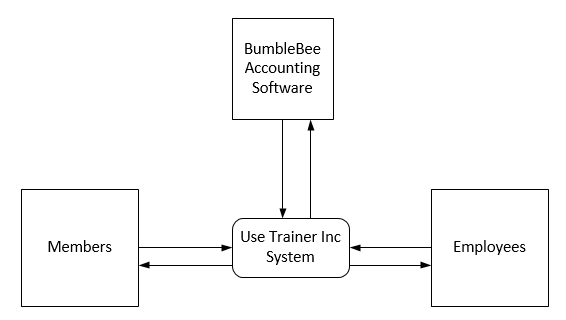 BumbleBee
Accounting
Software
Use Trainer Inc
System
Members
Employees